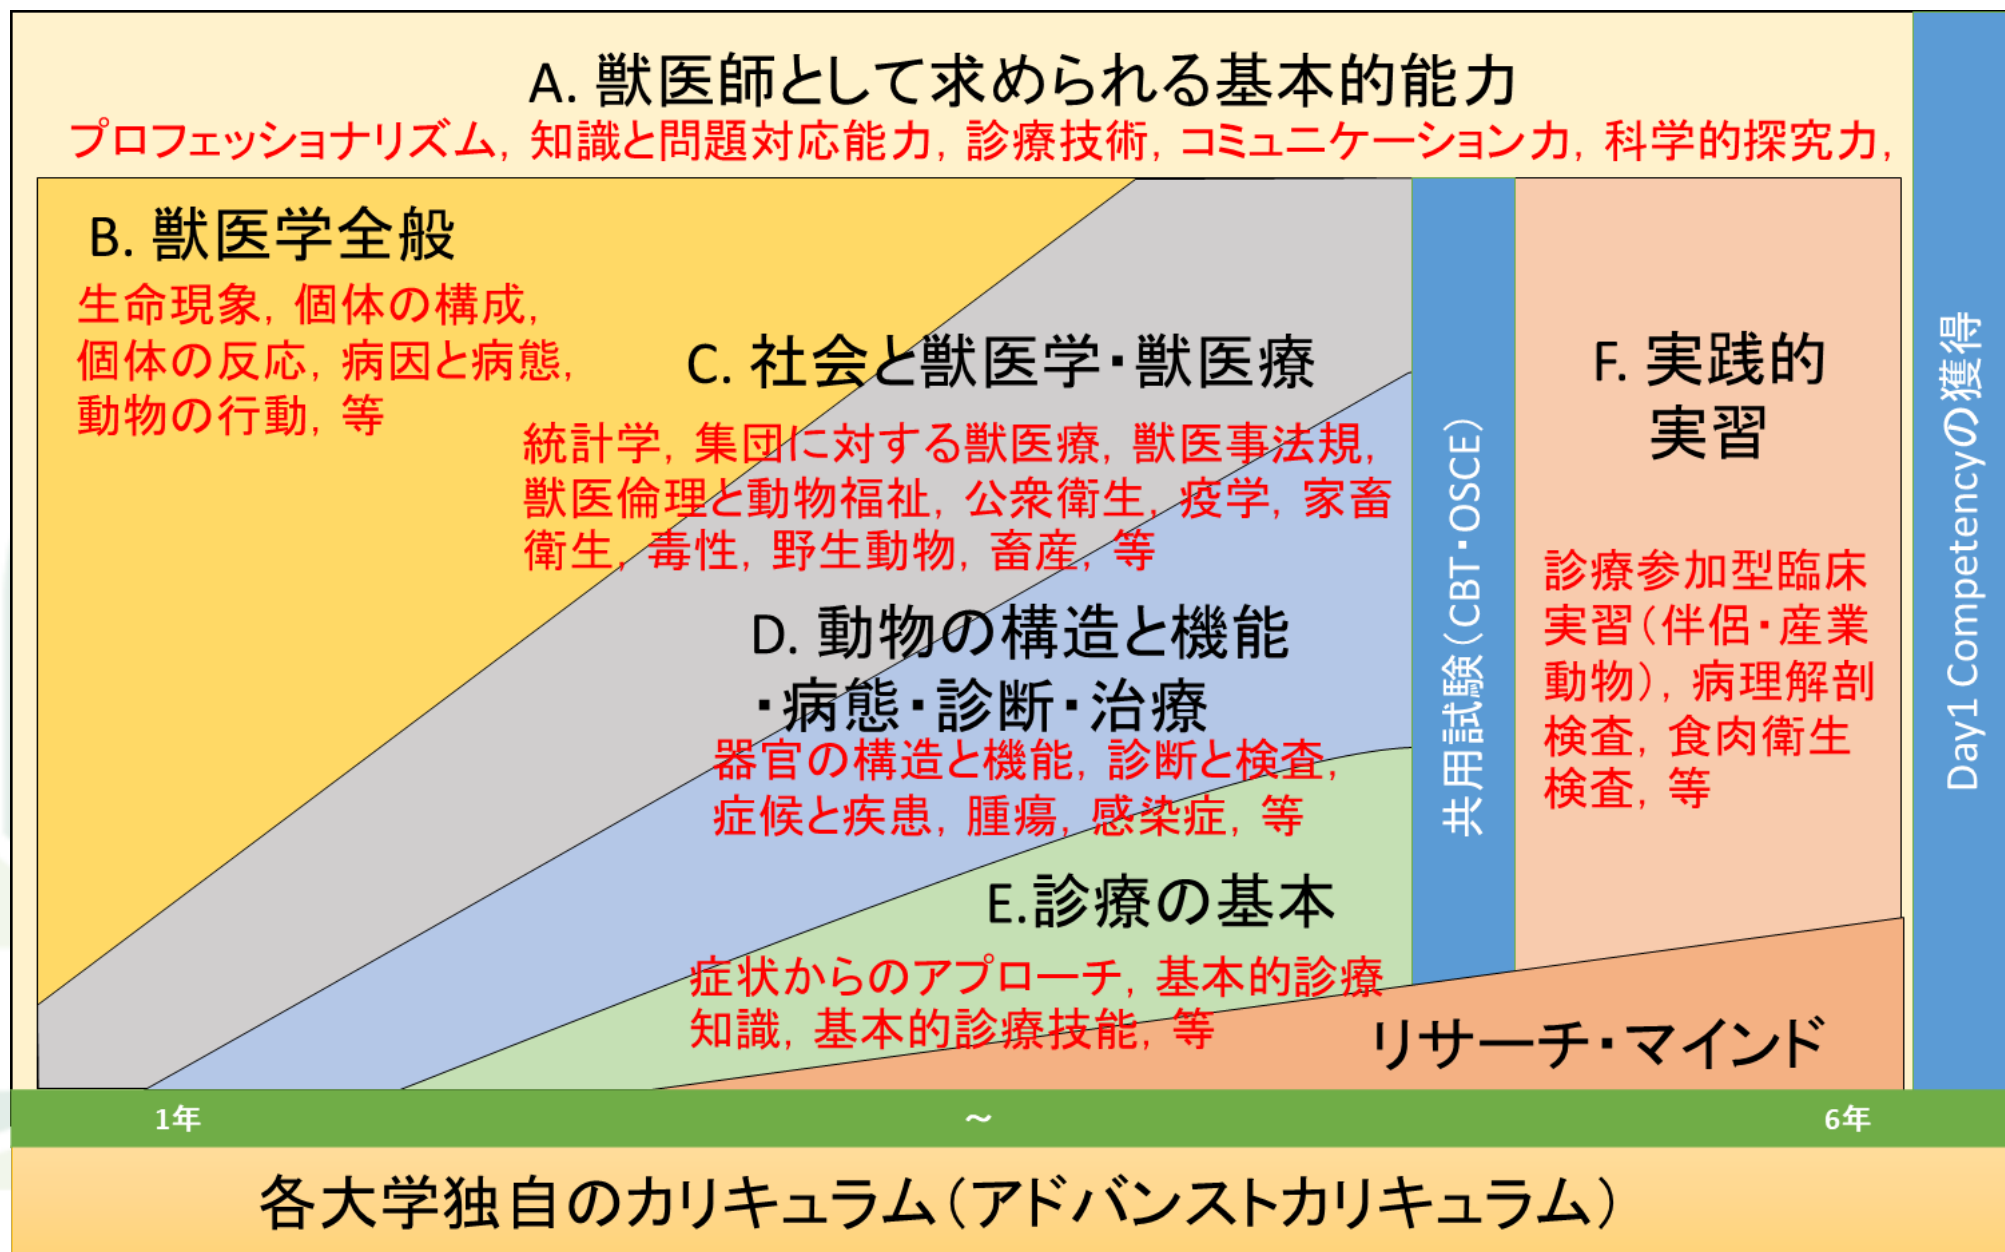 A. 獣医師として求められる基本的能力
プロフェッショナリズム, 知識と問題対応能力, 診療技術, コミュニケーション力, 科学的探究力,
B. 獣医学全般
生命現象, 個体の構成,
個体の反応, 病因と病態,
動物の行動, 等
C. 社会と獣医学・獣医療
統計学, 集団に対する獣医療, 獣医事法規,
獣医倫理と動物福祉, 公衆衛生, 疫学, 家畜
衛生, 毒性, 野生動物, 畜産, 等
D. 動物の構造と機能
・病態・診断・治療
器官の構造と機能, 診断と検査,
症候と疾患, 腫瘍, 感染症, 等
E.診療の基本
症状からのアプローチ, 基本的診療
知識, 基本的診療技能, 等
共用試験（CBT・OSCE）
F. 実践的
実習
診療参加型臨床
実習（伴侶・産業
動物）, 病理解剖
検査, 食肉衛生
検査, 等
リサーチ・マインド
Day1 Competencyの獲得
1年 ～ 6年
各大学独自のカリキュラム（アドバンストカリキュラム）